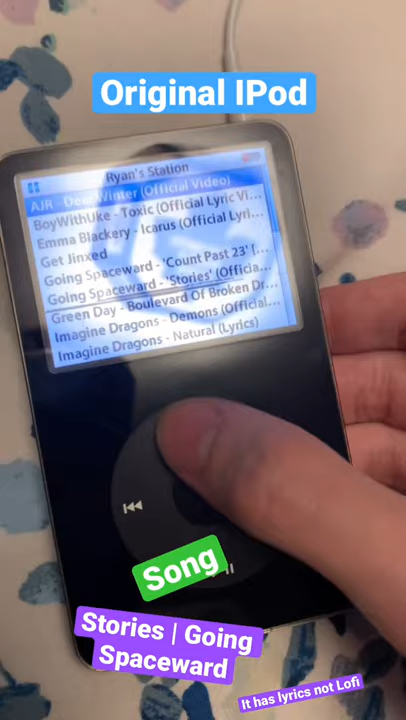 Original IPod
Ryan's Station
AJR - Dear Winter (Official Video)
BoyWithUke - Toxic (Official Lyric Vi...
Emma Blackery - Icarus (Official Lyri...
Get Jinxed
Going Spaceward - 'Count Past 23' [...
Going Spaceward - 'Stories' (Officia...
Green Day - Boulevard Of Broken Dr...
Imagine Dragons - Demons (Official...
Imagine Dragons - Natural (Lyrics)
Song
Stories | Going
Spaceward
It has lyrics not Lofi